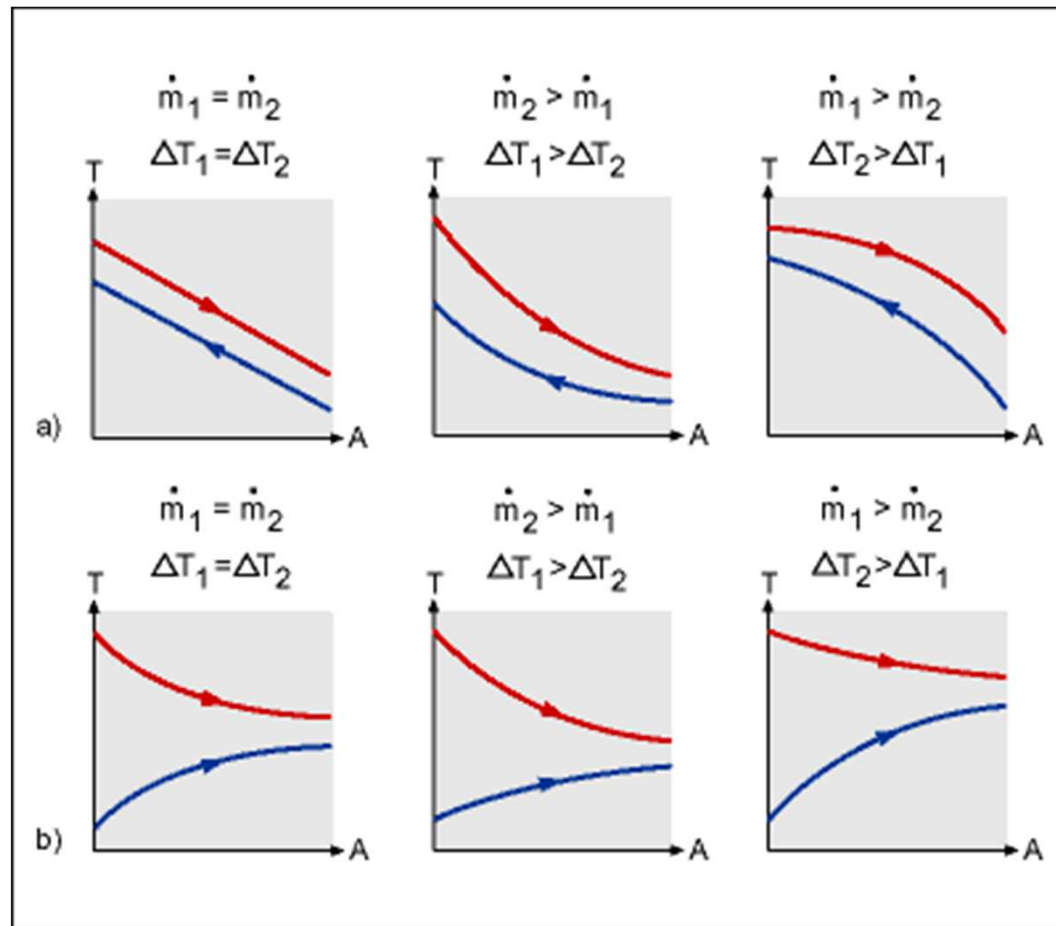 ṁ₁ = ṁ₂
ΔT₁=ΔT₂
T
A
ṁ₂ > ṁ₁
ΔT₁>ΔT₂
T
A
ṁ₁ > ṁ₂
ΔT₂>ΔT₁
T
A
a)
ṁ₁ = ṁ₂
ΔT₁=ΔT₂
T
A
ṁ₂ > ṁ₁
ΔT₁>ΔT₂
T
A
ṁ₁ > ṁ₂
ΔT₂>ΔT₁
T
A
b)